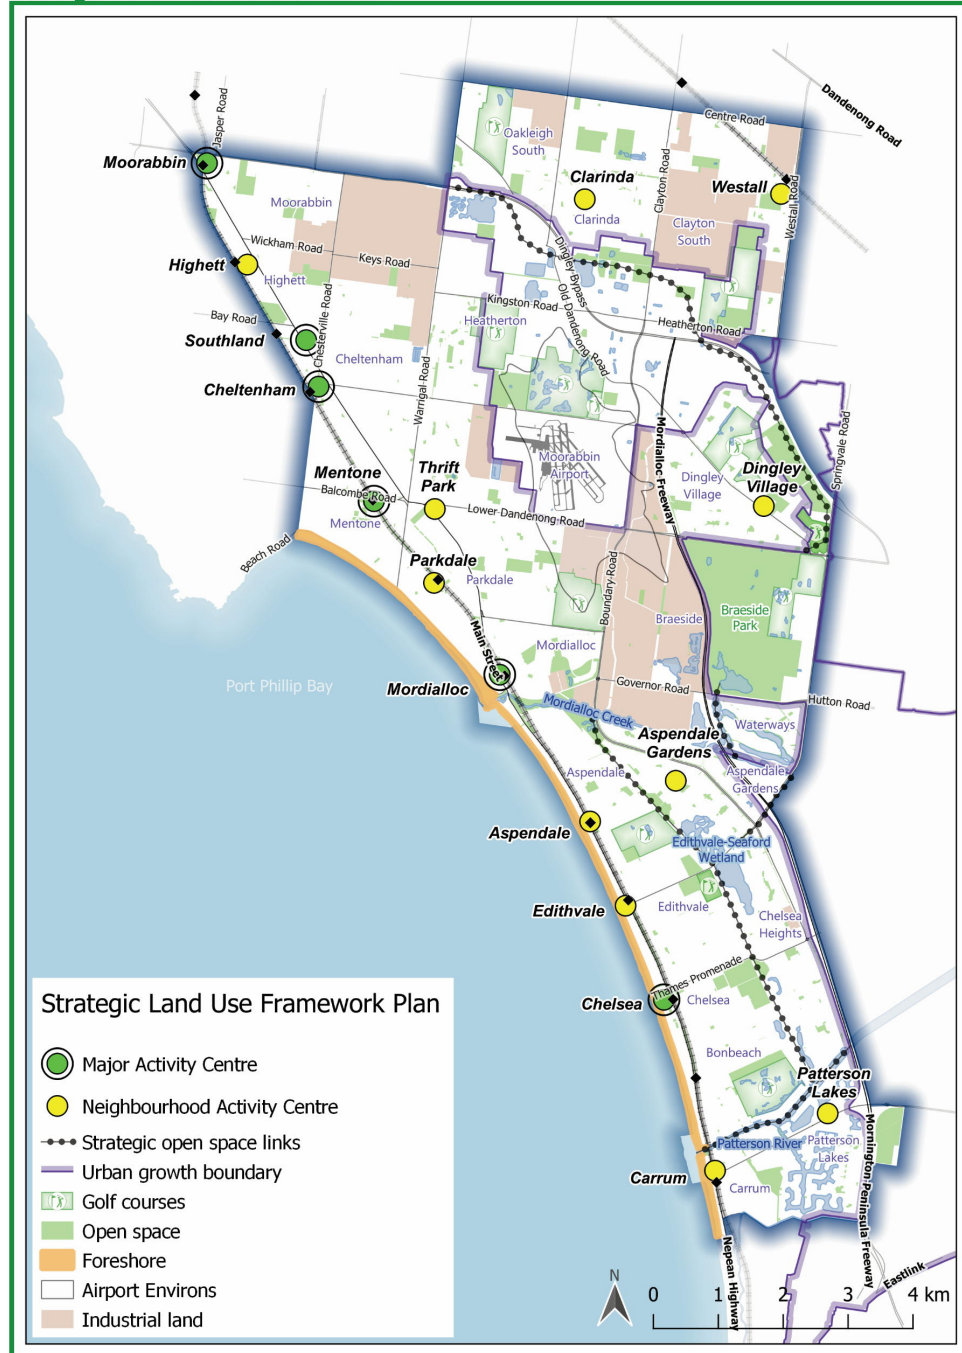 Dandenong Road
Jasper Road
Centre Road
Oakleigh
South
Moorabbin
Clarinda
Clayton Road
Westall
Westall Road
Moorabbin
Clarinda
Clayton
South
Wickham Road
Keys Road
Dingley Bypass
Highett
Highett
Old Dandenong Road
Kingston Road
Heatherton
Heatherton Road
Bay Road
Chesterville Road
Southland
Cheltenham
Warrigal Road
Cheltenham
Mordialloc Freeway
Springvale Road
Moorabbin
Airport
Mentone
Thrift
Park
Dingley
Village
Dingley
Village
Balcombe Road
Mentone
Lower Dandenong Road
Beach Road
Parkdale
Parkdale
Boundary Road
Braeside
Braeside
Park
Main Street
Mordialloc
Mordialloc
Governor Road
Hutton Road
Port Phillip Bay
Mordialloc Creek
Waterways
Aspendale
Gardens
Aspendale
Aspendale
Gardens
Aspendale
Edithvale-Seaford
Wetland
Edithvale
Edithvale
Chelsea
Heights
Thames Promenade
Chelsea
Chelsea
Bonbeach
Patterson
Lakes
Patterson River
Patterson
Lakes
Carrum
Carrum
Mornington Peninsula Freeway
Nepean Highway
Eastlink
Strategic Land Use Framework Plan
Major Activity Centre
Neighbourhood Activity Centre
Strategic open space links
Urban growth boundary
Golf courses
Open space
Foreshore
Airport Environs
Industrial land
N
0 1 2 3 4 km